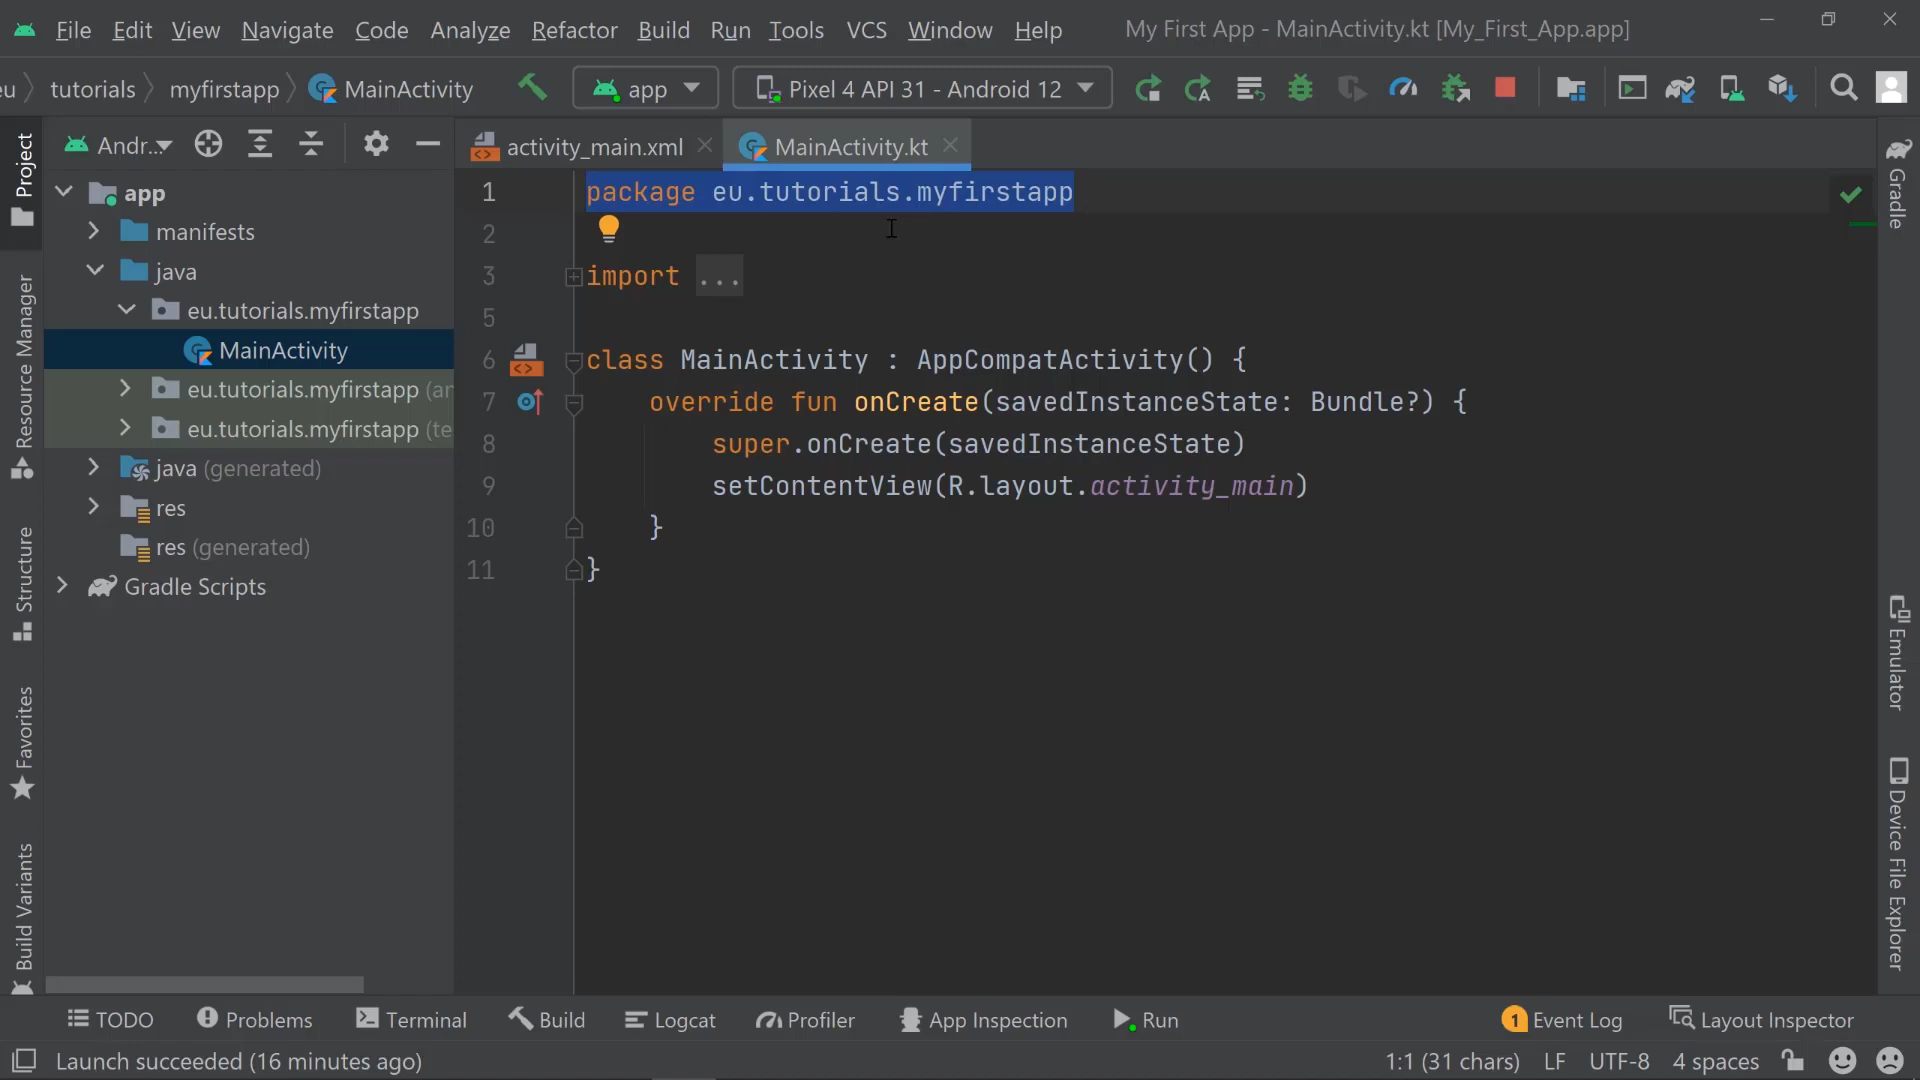 File Edit View Navigate Code Analyze Refactor Build Run Tools VCS Window Help My First App - MainActivity.kt [My_First_App.app]
eu tutorials myfirstapp MainActivity app Pixel 4 API 31 - Android 12
Project
Andr...
activity_main.xml MainActivity.kt
app
manifests
java
eu.tutorials.myfirstapp
MainActivity
eu.tutorials.myfirstapp (an
eu.tutorials.myfirstapp (te
java (generated)
res
res (generated)
Gradle Scripts
Resource Manager
Structure
Favorites
Build Variants
1 package eu.tutorials.myfirstapp
2
3 import ...
5
6 class MainActivity : AppCompatActivity() {
7 override fun onCreate(savedInstanceState: Bundle?) {
8 super.onCreate(savedInstanceState)
9 setContentView(R.layout.activity_main)
10 }
11 }
Gradle
Emulator
Device File Explorer
TODO Problems Terminal Build Logcat Profiler App Inspection Run 1 Event Log Layout Inspector
Launch succeeded (16 minutes ago) 1:1 (31 chars) LF UTF-8 4 spaces